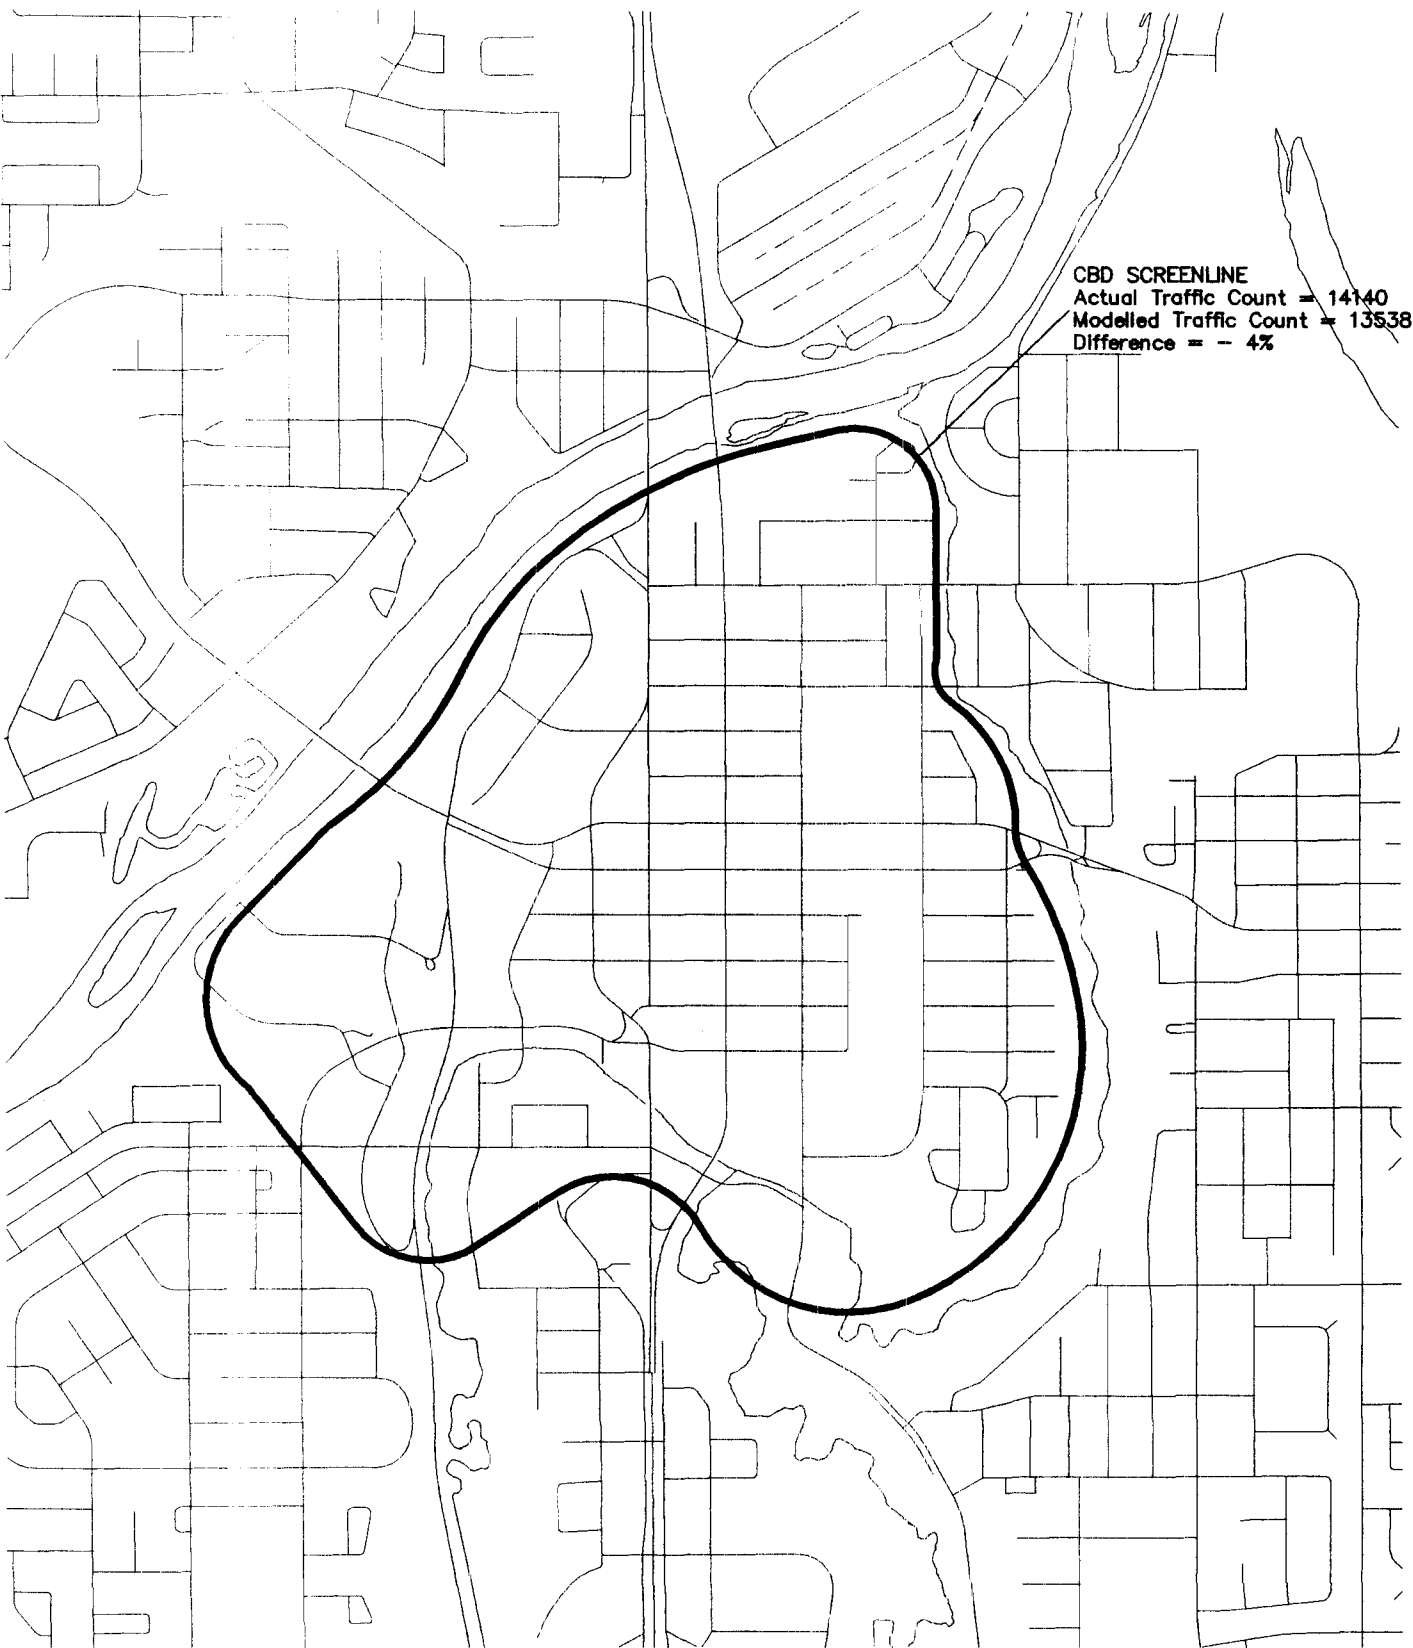 CBD SCREENLINE
Actual Traffic Count = 14140
Modelled Traffic Count = 13538
Difference = - 4%